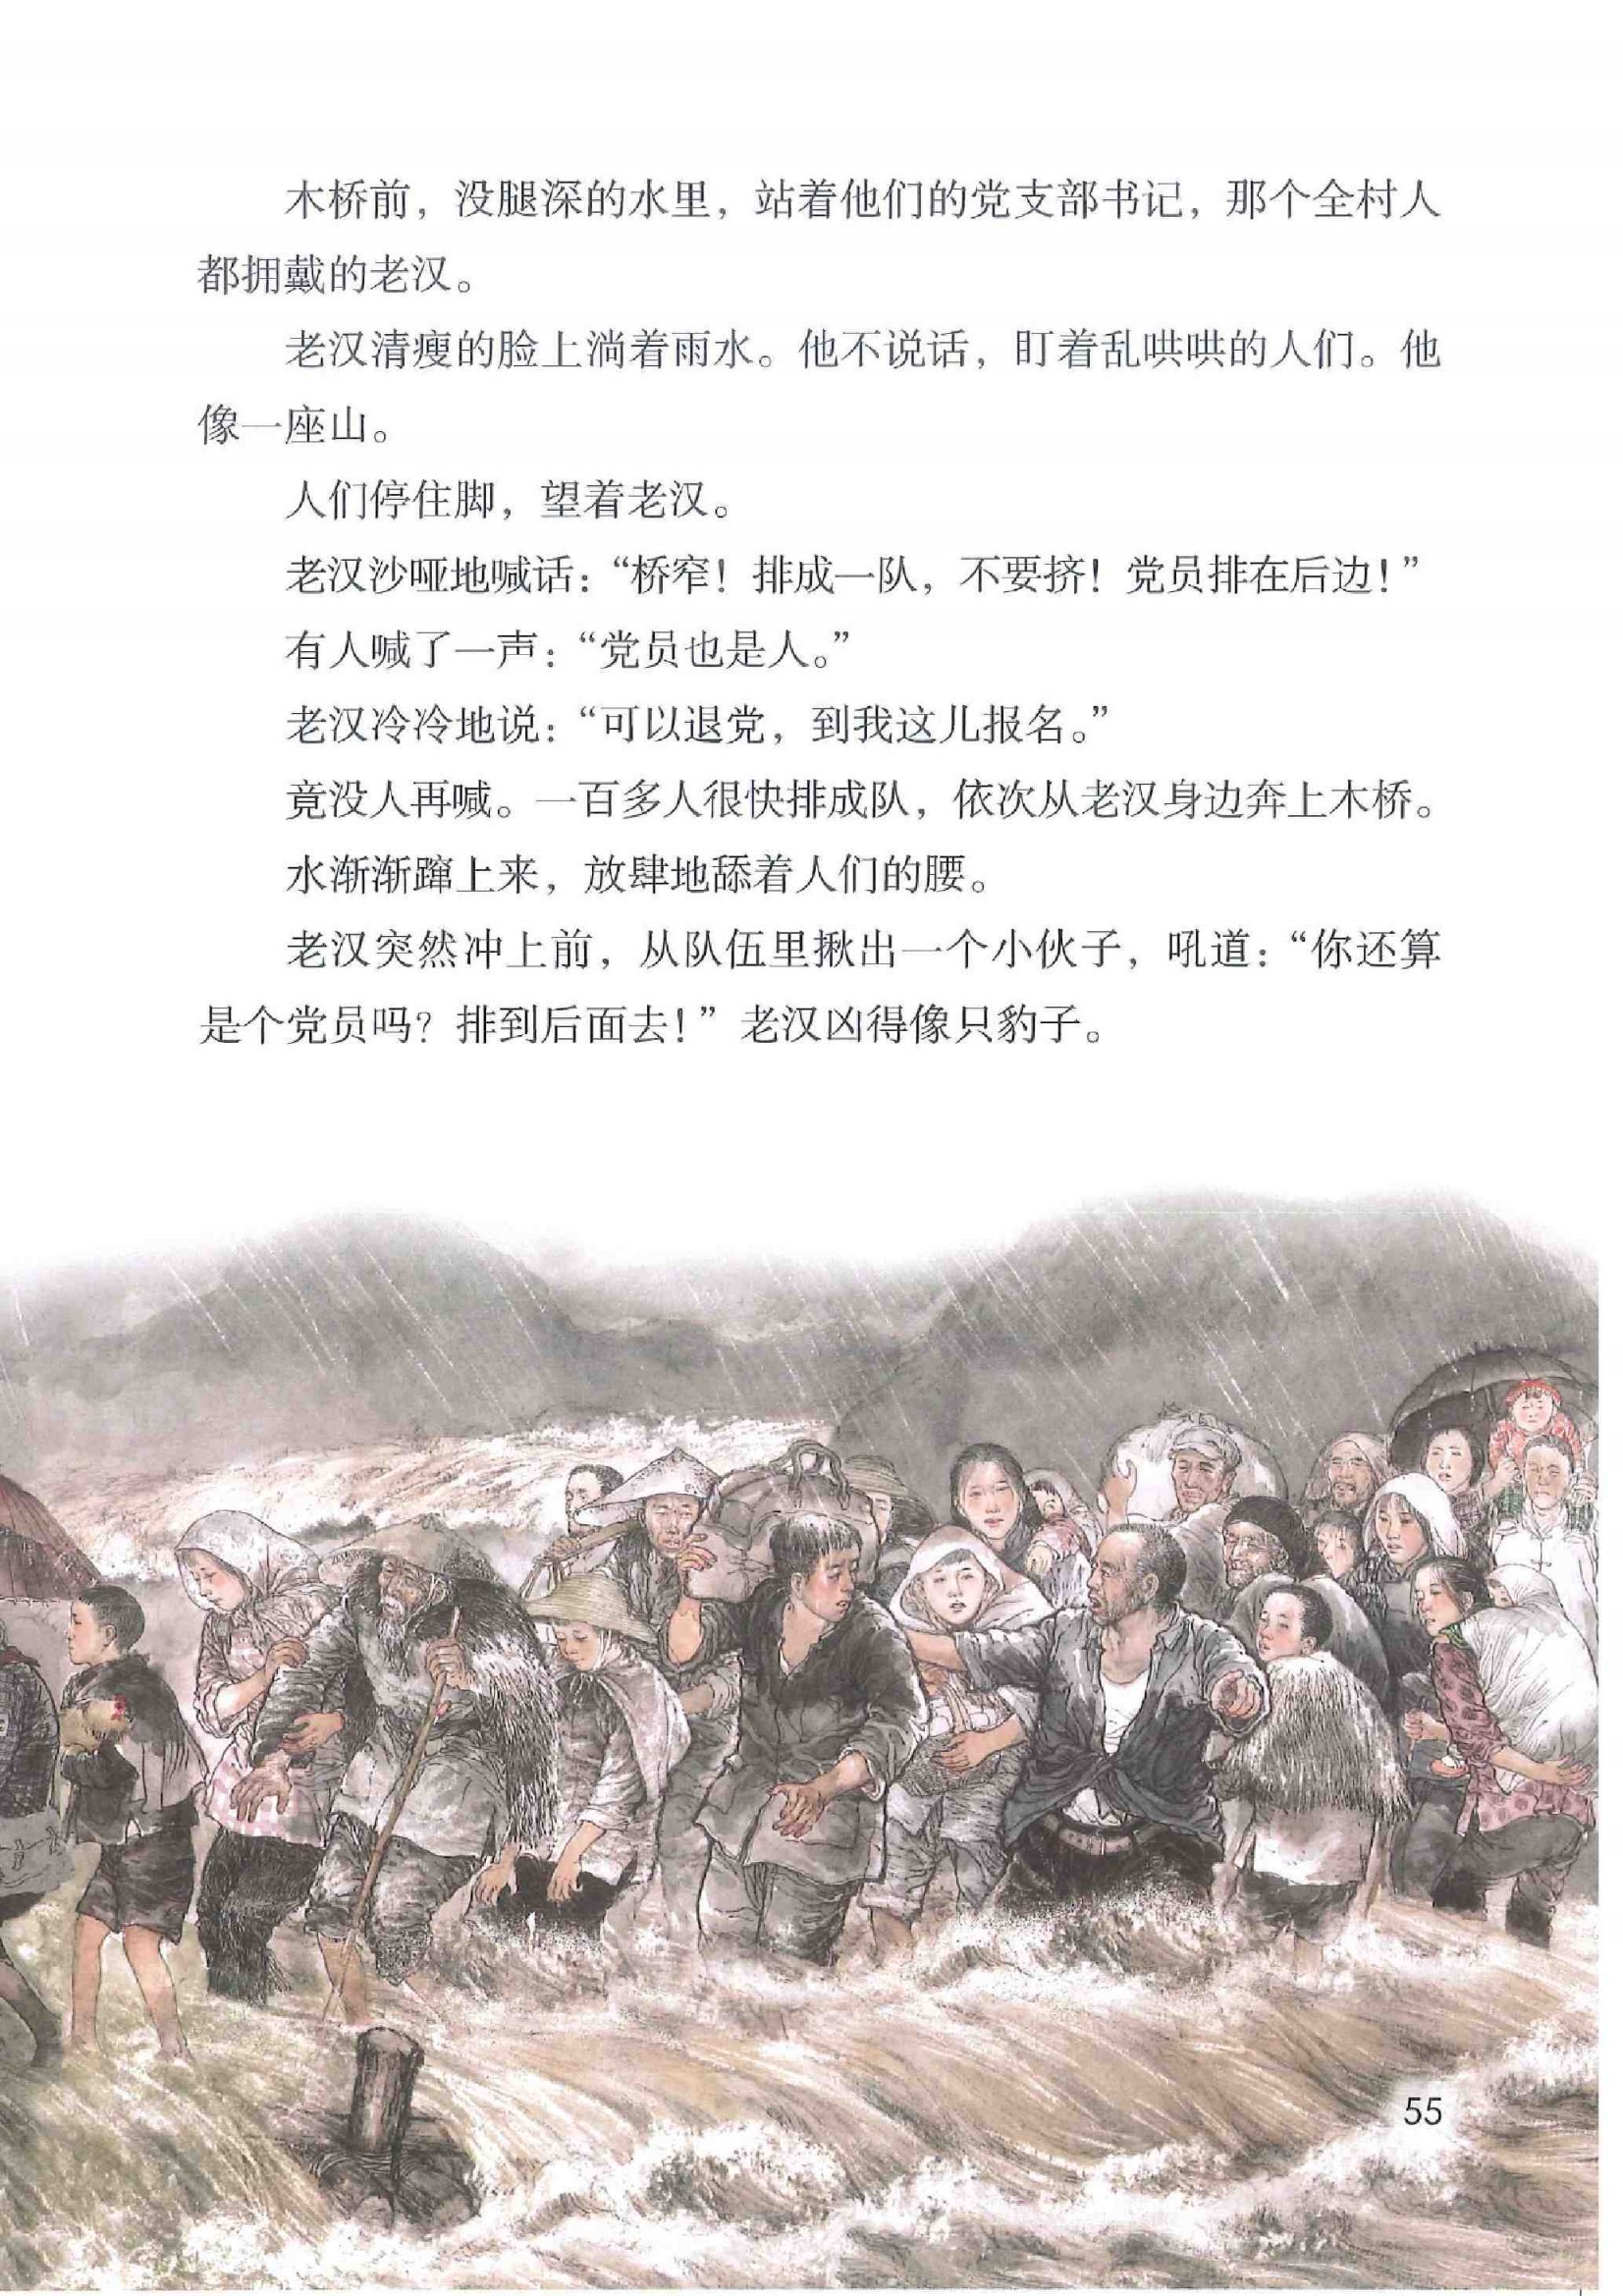 木桥前，没腿深的水里，站着他们的党支部书记，那个全村人
都拥戴的老汉。
老汉清瘦的脸上淌着雨水。他不说话，盯着乱哄哄的人们。他
像一座山。
人们停住脚，望着老汉。
老汉沙哑地喊话：“桥窄！排成一队，不要挤！党员排在后边！”
有人喊了一声：“党员也是人。”
老汉冷冷地说：“可以退党，到我这儿报名。”
竟没人再喊。一百多人很快排成队，依次从老汉身边奔上木桥。
水渐渐蹿上来，放肆地舔着人们的腰。
老汉突然冲上前，从队伍里揪出一个小伙子，吼道：“你还算
是个党员吗？排到后面去！”老汉凶得像只豹子。
55